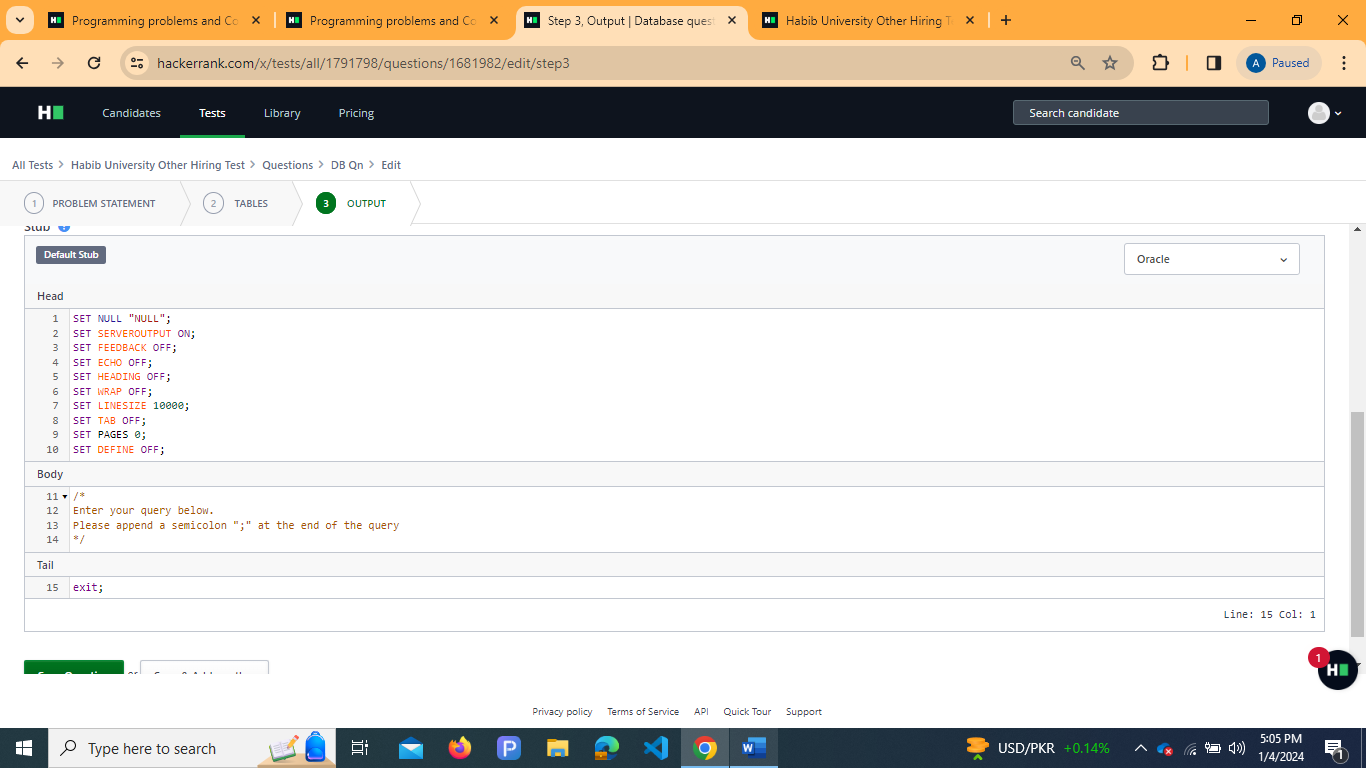 Programming problems and Co
Programming problems and Co
Step 3, Output | Database quest
Habib University Other Hiring T
hackerrank.com/x/tests/all/1791798/questions/1681982/edit/step3
A Paused
H
Candidates
Tests
Library
Pricing
Search candidate
All Tests > Habib University Other Hiring Test > Questions > DB Qn > Edit
1 PROBLEM STATEMENT
2 TABLES
3 OUTPUT
Stub
Default Stub
Oracle
Head
1 SET NULL "NULL";
2 SET SERVEROUTPUT ON;
3 SET FEEDBACK OFF;
4 SET ECHO OFF;
5 SET HEADING OFF;
6 SET WRAP OFF;
7 SET LINESIZE 10000;
8 SET TAB OFF;
9 SET PAGES 0;
10 SET DEFINE OFF;
Body
11 /*
12 Enter your query below.
13 Please append a semicolon ";" at the end of the query
14 */
Tail
15 exit;
Line: 15 Col: 1
1
H
Privacy policy
Terms of Service
API
Quick Tour
Support
Type here to search
USD/PKR +0.14%
5:05 PM
1/4/2024
1